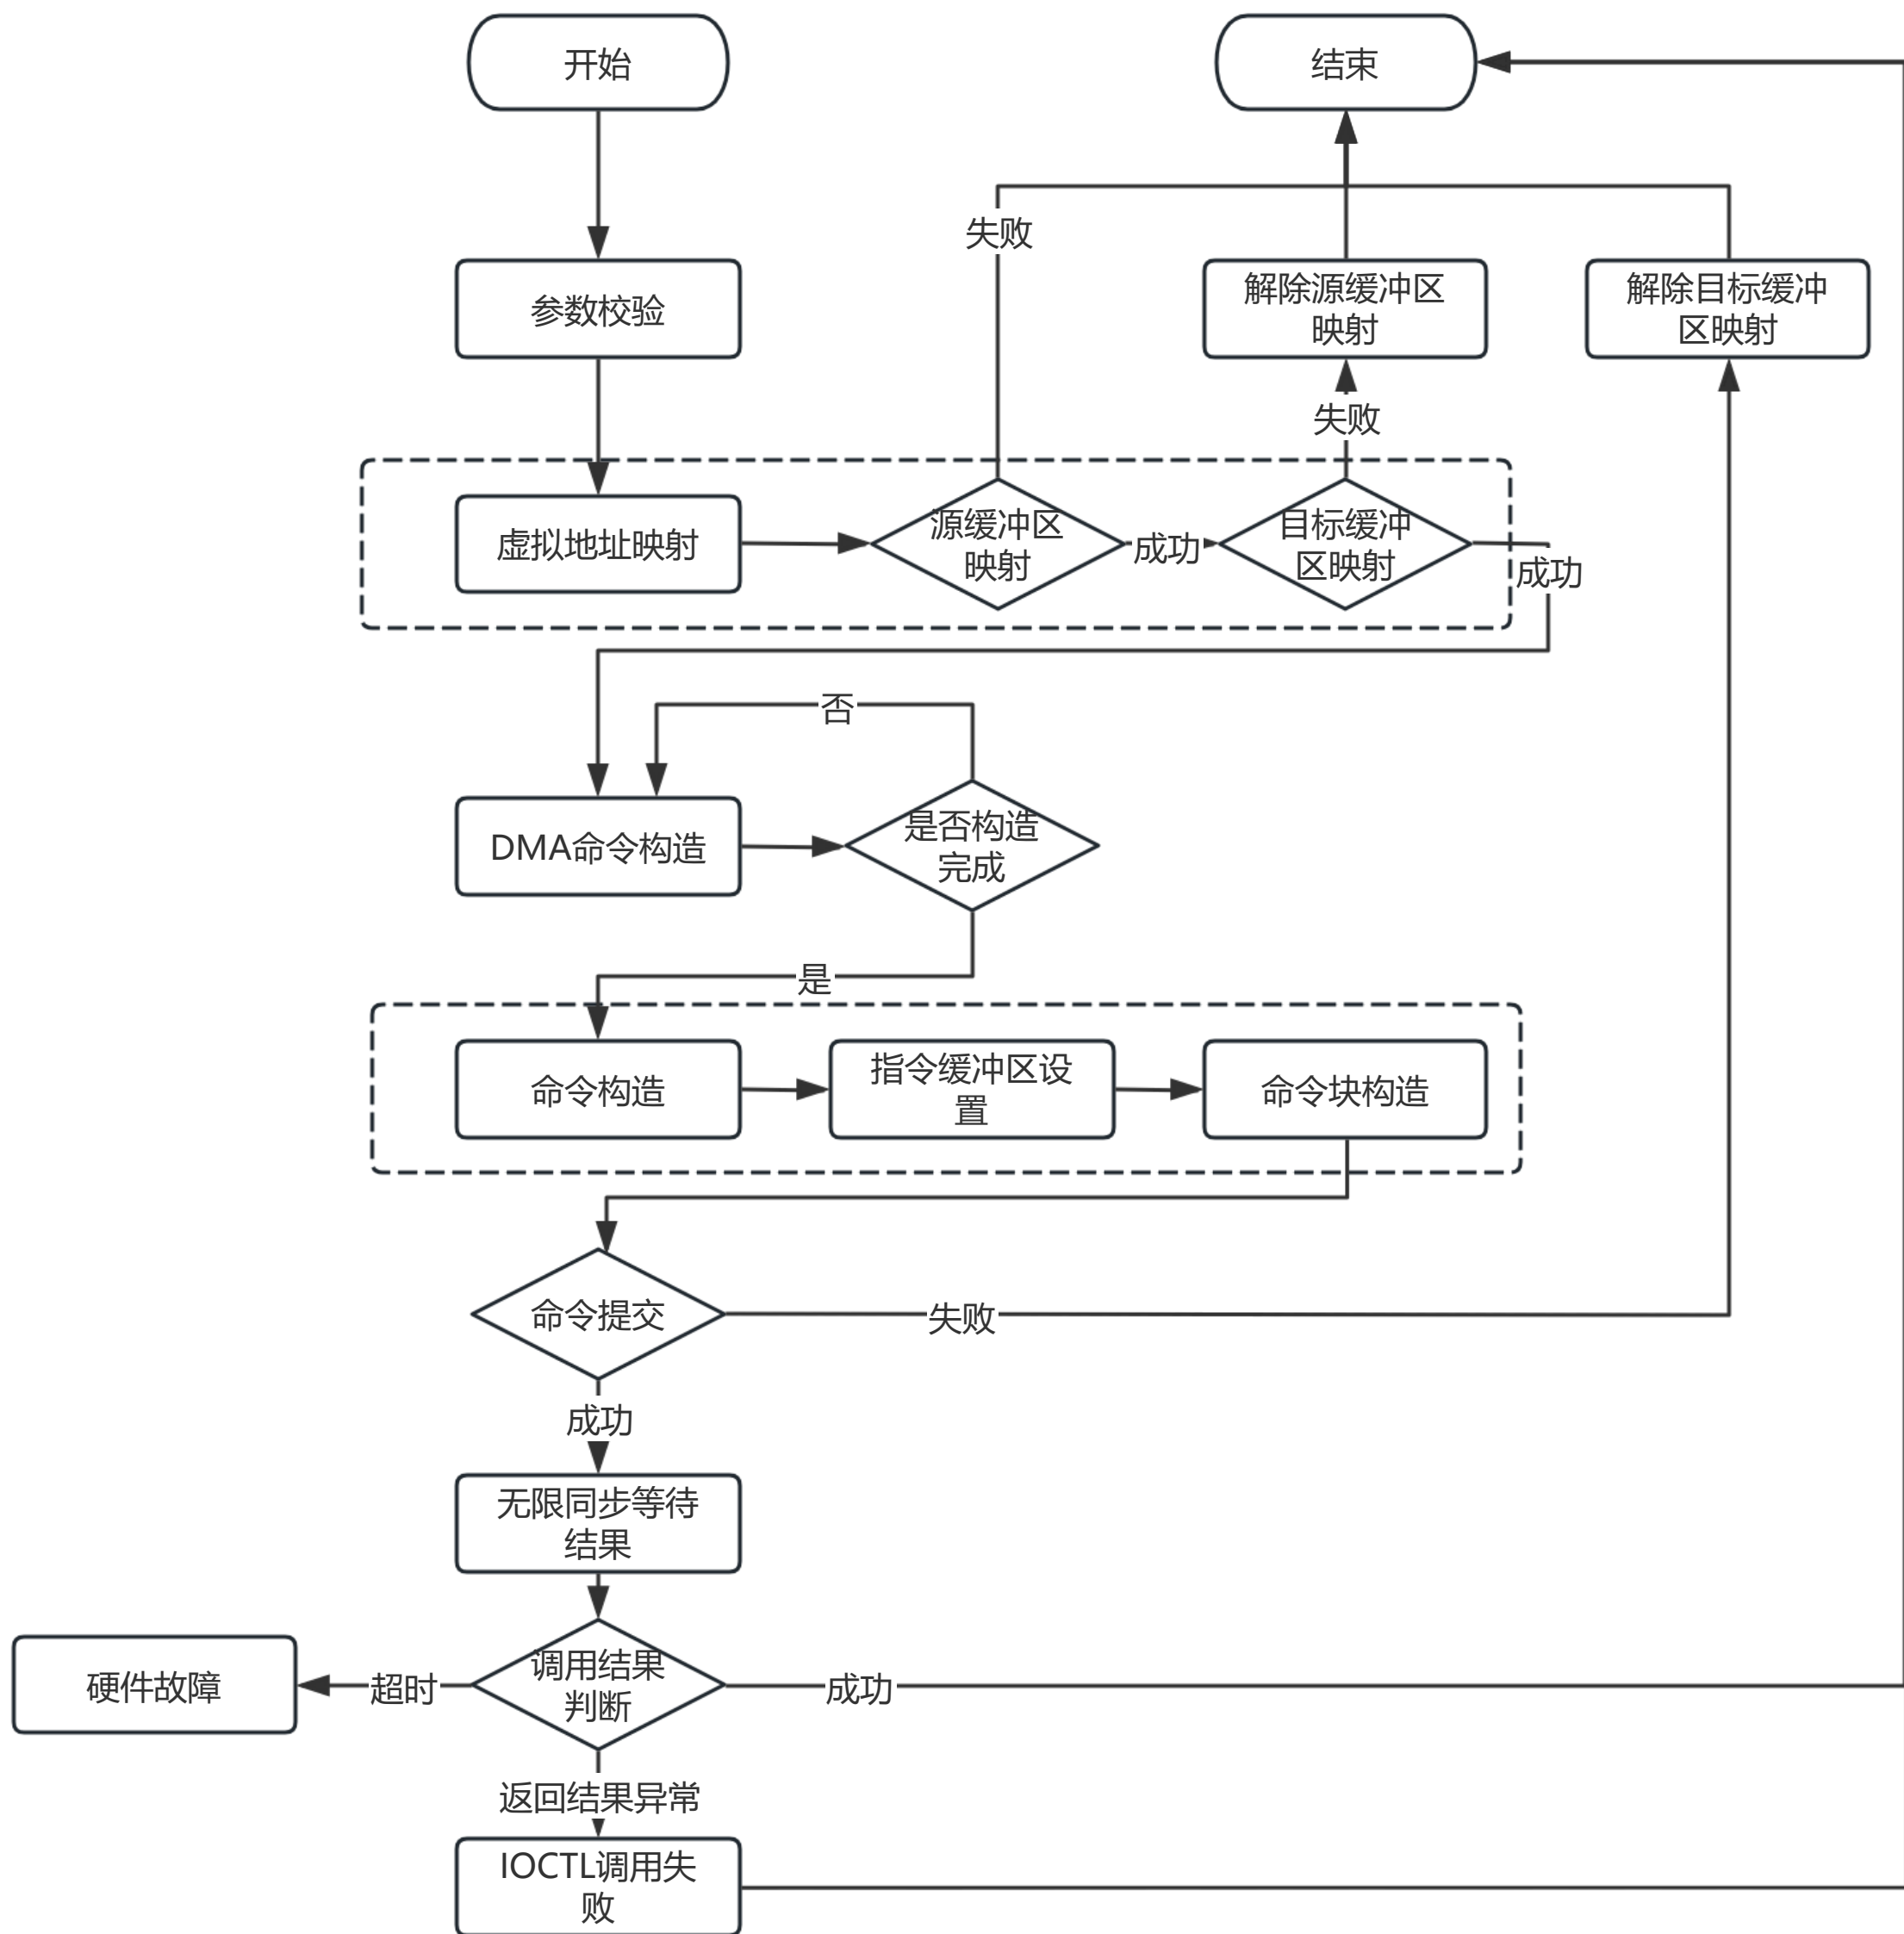 开始
结束
失败
参数校验
解除源缓冲区
映射
解除目标缓冲
区映射
失败
虚拟地址映射
源缓冲区
映射
成功
目标缓冲
区映射
成功
否
DMA命令构造
是否构造
完成
是
命令构造
指令缓冲区设
置
命令块构造
命令提交
失败
成功
无限同步等待
结果
硬件故障
超时
调用结果
判断
成功
返回结果异常
IOCTL调用失
败